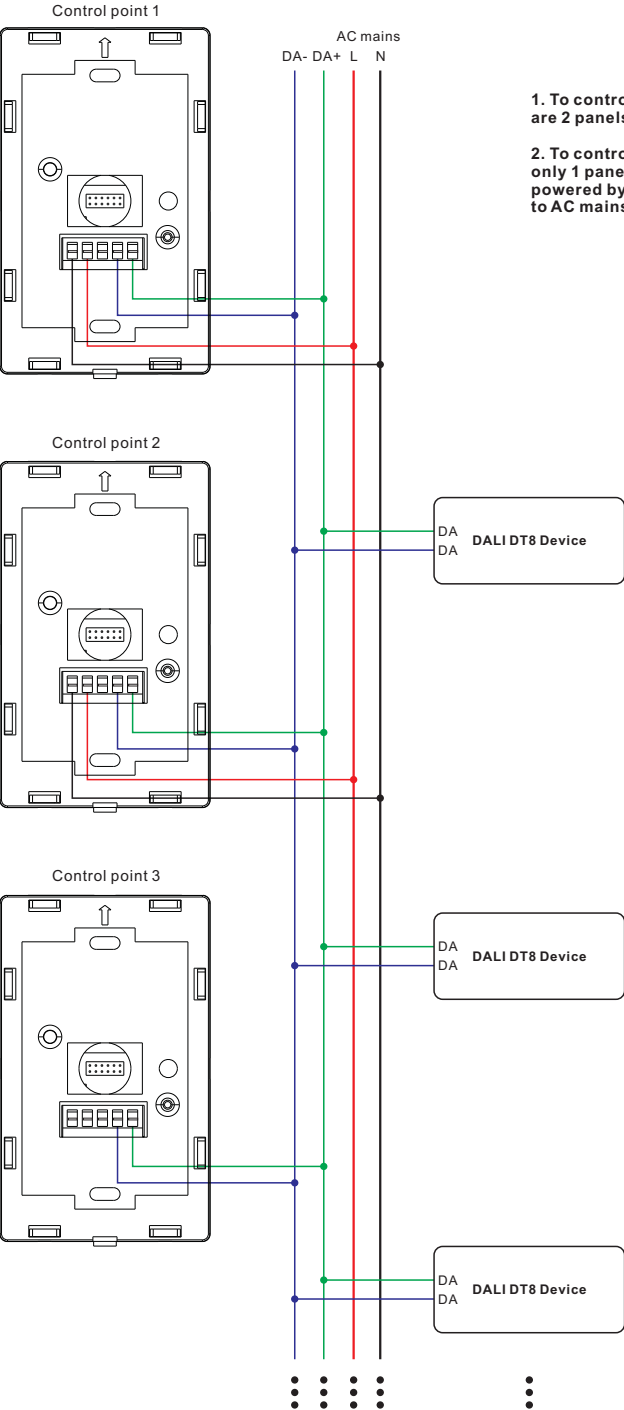 Control point 1
AC mains
DA- DA+ L N
1. To contro
are 2 panels
2. To contro
only 1 pane
powered by
to AC mains
Control point 2
DA
DALI DT8 Device
DA
Control point 3
DA
DALI DT8 Device
DA
DA
DALI DT8 Device
DA